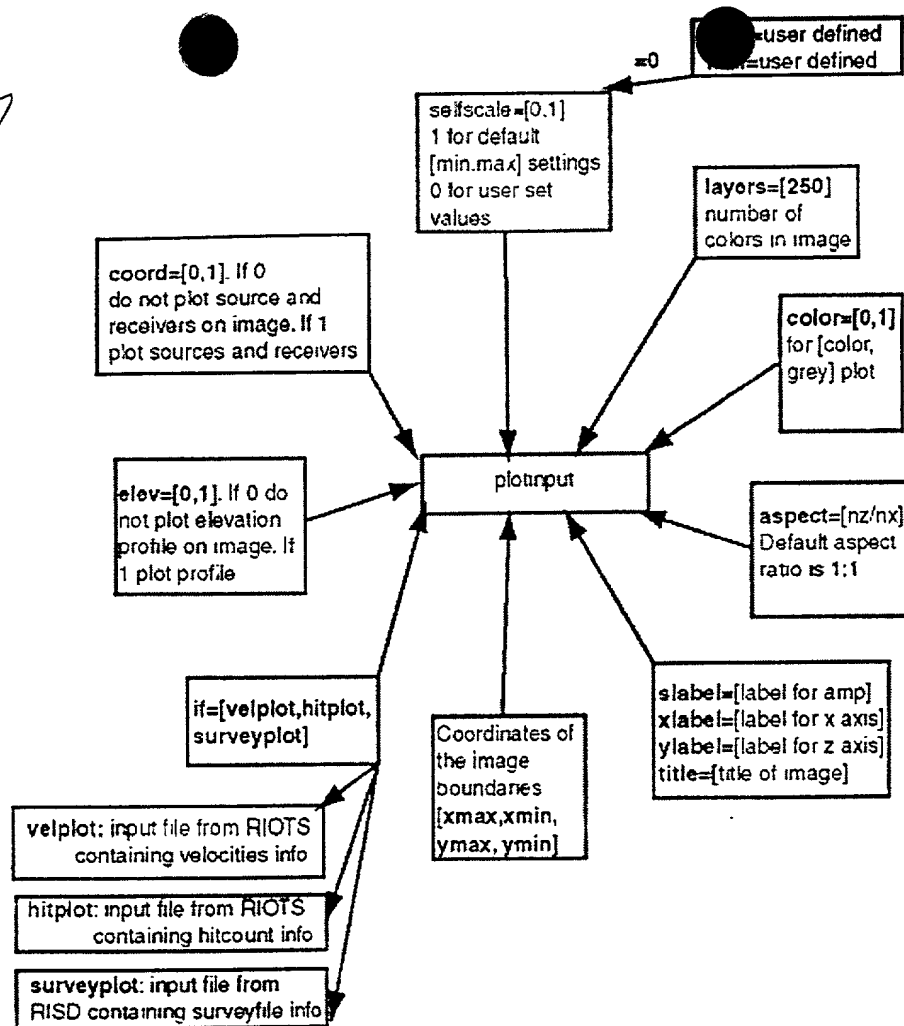 =user defined
=user defined
=0
selfscale=[0,1]
1 for default
[min.max] settings
0 for user set
values
layors=[250]
number of
colors in image
coord=[0,1]. If 0
do not plot source and
receivers on image. If 1
plot sources and receivers
color=[0,1]
for [color,
grey] plot
plotinput
elev=[0,1]. If 0 do
not plot elevation
profile on image. If
1 plot profile
aspect=[nz/nx]
Default aspect
ratio is 1:1
if=[velplot,hitplot,
surveyplot]
Coordinates of
the image
boundaries
[xmax,xmin,
ymax, ymin]
slabel=[label for amp]
xlabel=[label for x axis]
ylabel=[label for z axis]
title=[title of image]
velplot: input file from RIOTS
containing velocities info
hitplot: input file from RIOTS
containing hitcount info
surveyplot: input file from
RISD containing surveyfile info